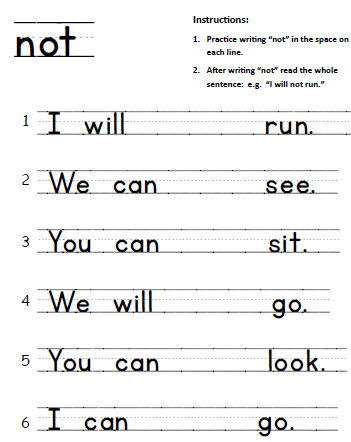 not
Instructions:
1. Practice writing “not” in the space on
each line.
2. After writing “not” read the whole
sentence: e.g. “I will not run.”
1 I will run.
2 We can see.
3 You can sit.
4 We will go.
5 You can look.
6 I can go.